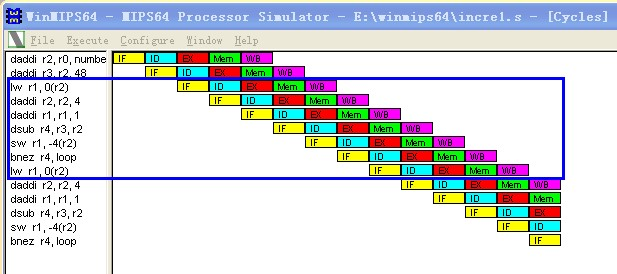 WinMIPS64 - MIPS64 Processor Simulator - E:\winmips64\incre1.s - [Cycles]
File Execute Configure Window Help
daddi r2, r0, numbe IF ID EX Mem WB
daddi r3, r2, 48 IF ID EX Mem WB
lw r1, 0(r2) IF ID EX Mem WB
daddi r2, r2, 4 IF ID EX Mem WB
daddi r1, r1, 1 IF ID EX Mem WB
dsub r4, r3, r2 IF ID EX Mem WB
sw r1, -4(r2) IF ID EX Mem WB
bnez r4, loop IF ID EX Mem WB
lw r1, 0(r2) IF ID EX Mem WB
daddi r2, r2, 4 IF ID EX Mem WB
daddi r1, r1, 1 IF ID EX Mem
dsub r4, r3, r2 IF ID EX
sw r1, -4(r2) IF ID
bnez r4, loop IF